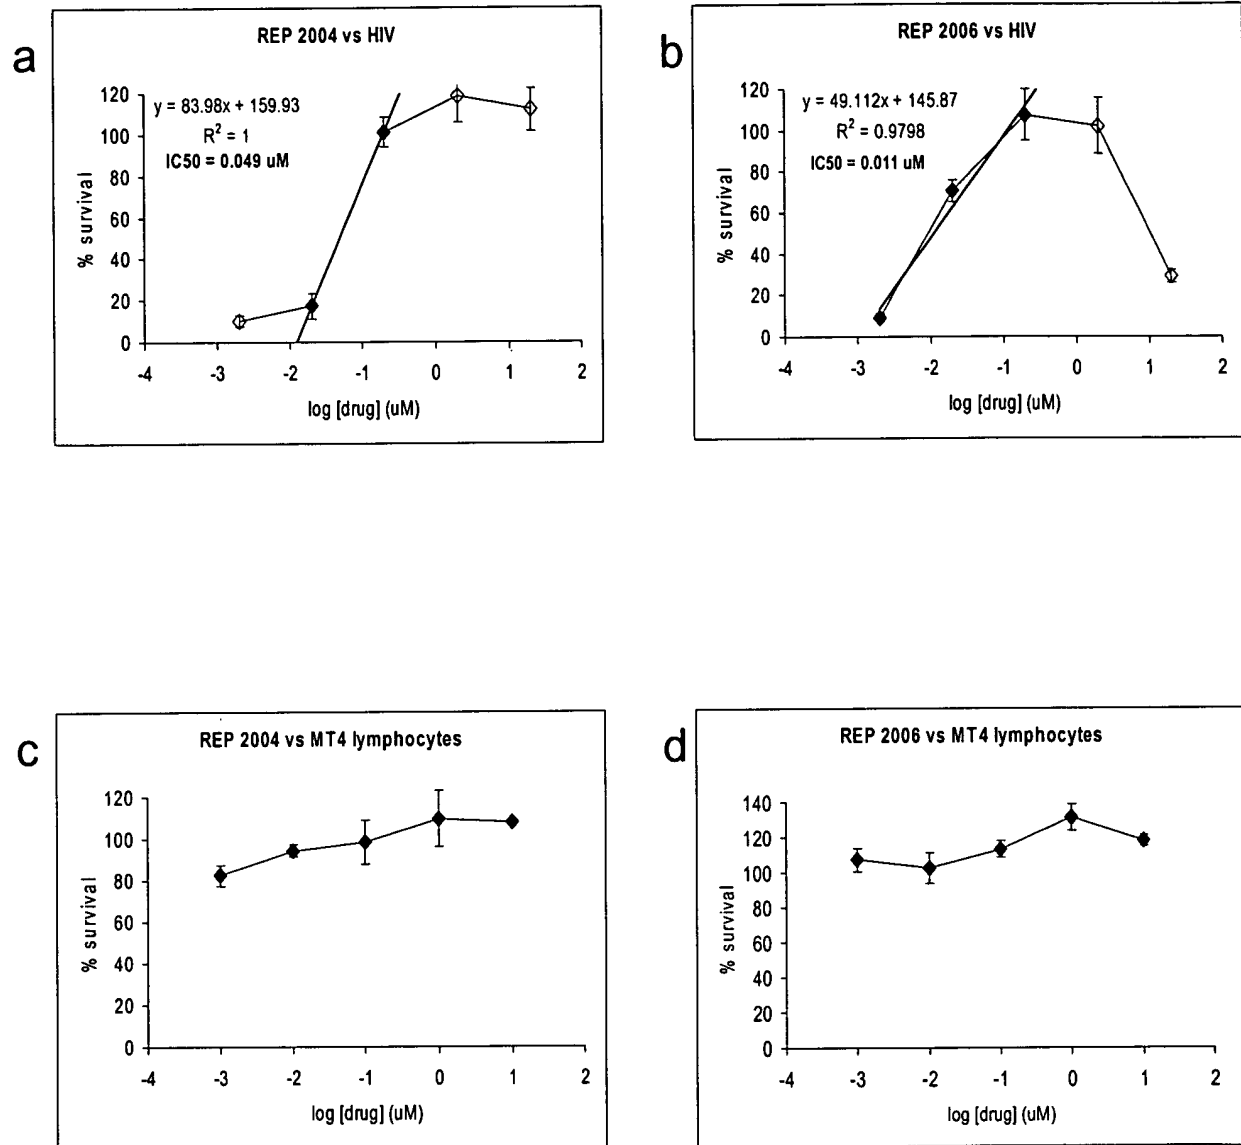 a
REP 2004 vs HIV
y = 83.98x + 159.93
R² = 1
IC50 = 0.049 uM
% survival
120
100
80
60
40
20
0
-4 -3 -2 -1 0 1 2
log [drug] (uM)
b
REP 2006 vs HIV
y = 49.112x + 145.87
R² = 0.9798
IC50 = 0.011 uM
% survival
120
100
80
60
40
20
0
-4 -3 -2 -1 0 1 2
log [drug] (uM)
c
REP 2004 vs MT4 lymphocytes
% survival
120
100
80
60
40
20
0
-4 -3 -2 -1 0 1 2
log [drug] (uM)
d
REP 2006 vs MT4 lymphocytes
% survival
140
120
100
80
60
40
20
0
-4 -3 -2 -1 0 1 2
log [drug] (uM)